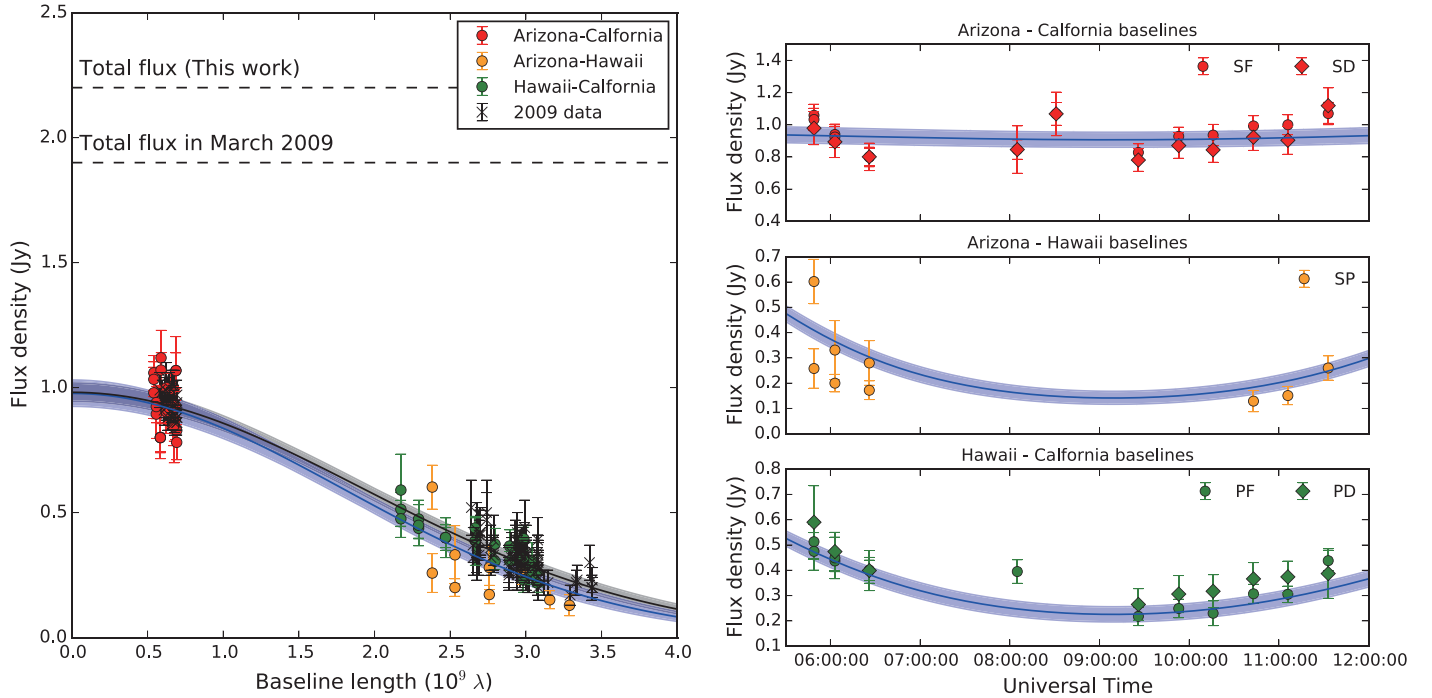 2.5
2.0
1.5
1.0
0.5
0.0
Flux density (Jy)
Total flux (This work)
Total flux in March 2009
Arizona-Calfornia
Arizona-Hawaii
Hawaii-Calfornia
2009 data
0.0 0.5 1.0 1.5 2.0 2.5 3.0 3.5 4.0
Baseline length (10⁹ λ)
Arizona - Calfornia baselines
1.4
1.2
1.0
0.8
0.6
0.4
Flux density (Jy)
SF SD
Arizona - Hawaii baselines
0.7
0.6
0.5
0.4
0.3
0.2
0.1
0.0
Flux density (Jy)
SP
Hawaii - Calfornia baselines
0.8
0.7
0.6
0.5
0.4
0.3
0.2
0.1
Flux density (Jy)
PF PD
06:00:00 07:00:00 08:00:00 09:00:00 10:00:00 11:00:00 12:00:00
Universal Time